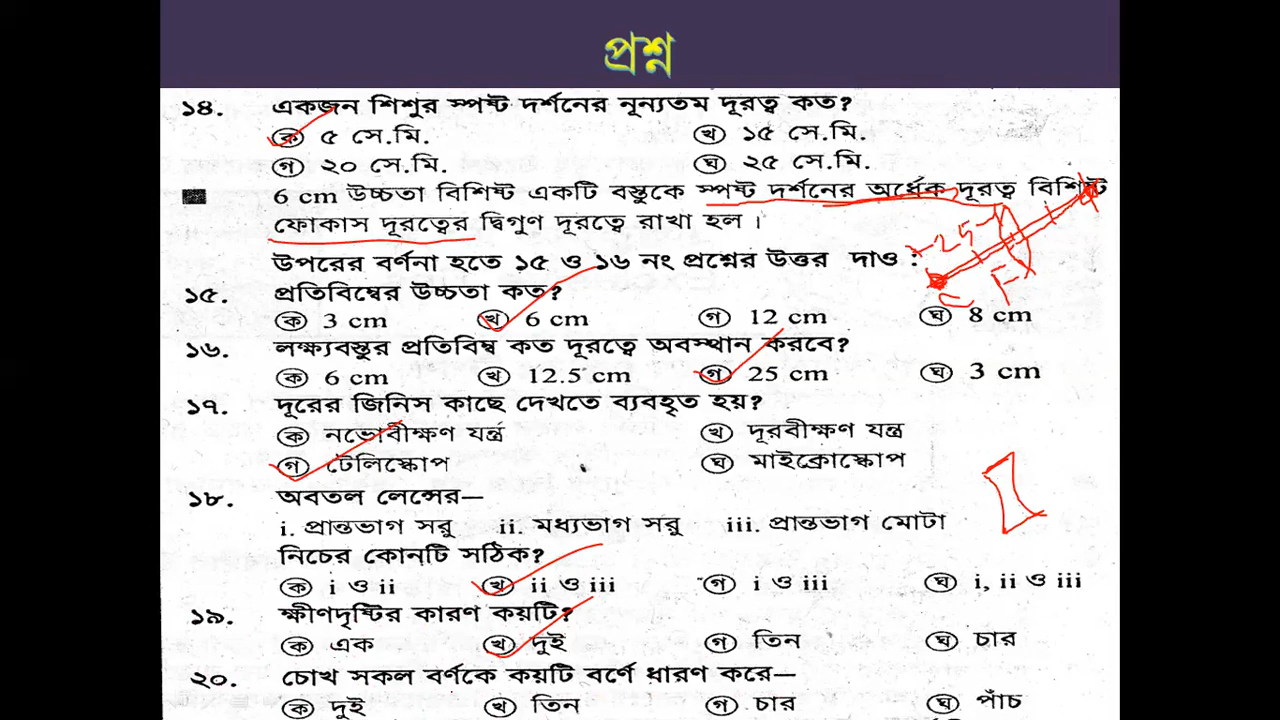 প্রশ্ন
১৪. একজন শিশুর স্পষ্ট দর্শনের নূন্যতম দূরত্ব কত?
ক ৫ সে.মি. খ ১৫ সে.মি.
গ ২০ সে.মি. ঘ ২৫ সে.মি.
6 cm উচ্চতা বিশিষ্ট একটি বস্তুকে স্পষ্ট দর্শনের অর্ধেক দূরত্ব বিশিষ্ট
ফোকাস দূরত্বের দ্বিগুণ দূরত্বে রাখা হল।
উপরের বর্ণনা হতে ১৫ ও ১৬ নং প্রশ্নের উত্তর দাও :
25
C F
১৫. প্রতিবিম্বের উচ্চতা কত?
ক 3 cm খ 6 cm গ 12 cm ঘ 8 cm
১৬. লক্ষ্যবস্তুর প্রতিবিম্ব কত দূরত্বে অবস্থান করবে?
ক 6 cm খ 12.5 cm গ 25 cm ঘ 3 cm
১৭. দূরের জিনিস কাছে দেখতে ব্যবহৃত হয়?
ক নভোবীক্ষণ যন্ত্র খ দূরবীক্ষণ যন্ত্র
গ টেলিস্কোপ ঘ মাইক্রোস্কোপ
১৮. অবতল লেন্সের—
i. প্রান্তভাগ সরু ii. মধ্যভাগ সরু iii. প্রান্তভাগ মোটা
নিচের কোনটি সঠিক?
ক i ও ii খ ii ও iii গ i ও iii ঘ i, ii ও iii
১৯. ক্ষীণদৃষ্টির কারণ কয়টি?
ক এক খ দুই গ তিন ঘ চার
২০. চোখ সকল বর্ণকে কয়টি বর্ণে ধারণ করে—
ক দুই খ তিন গ চার ঘ পাঁচ